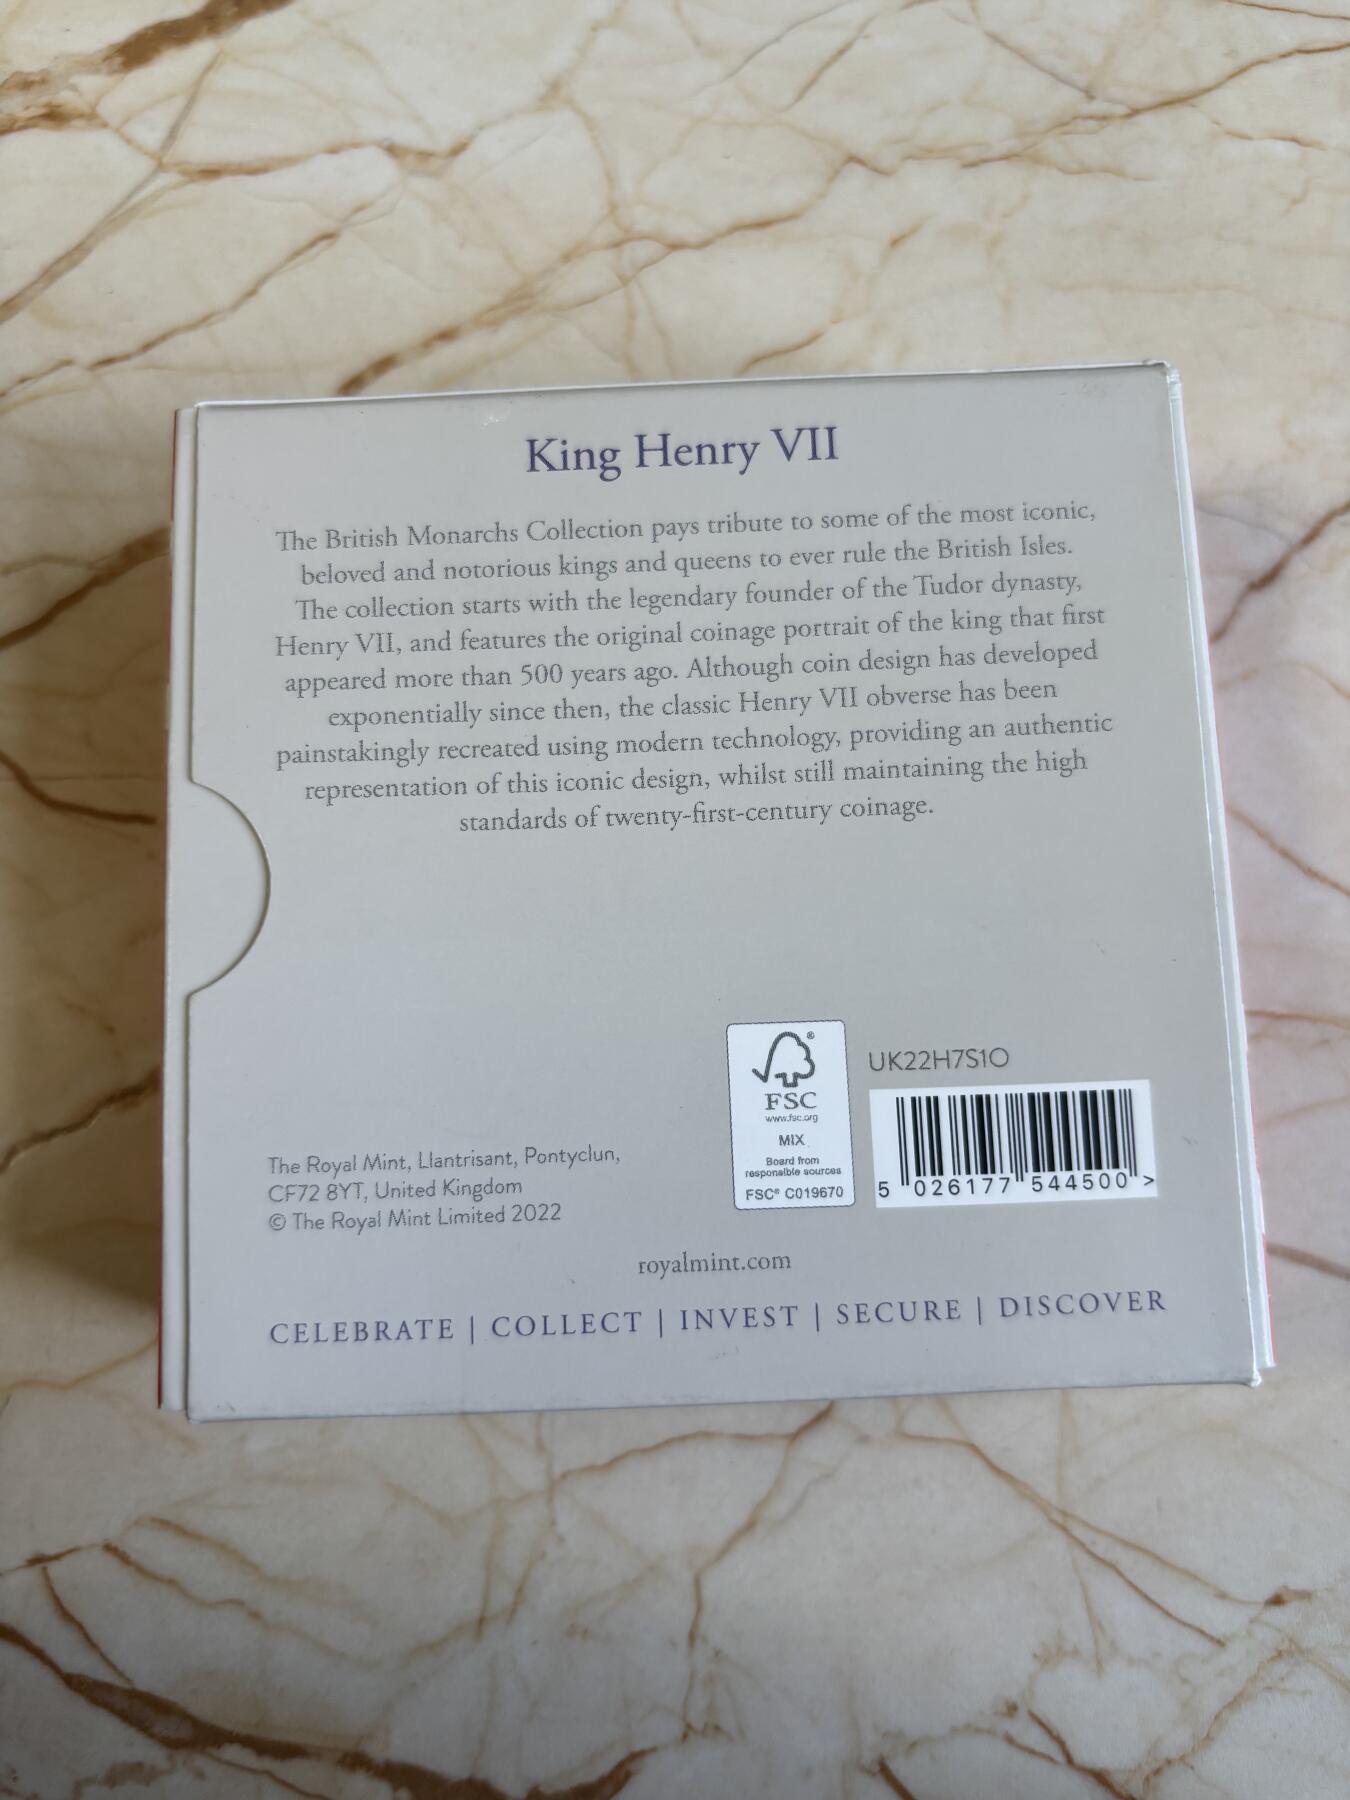 King Henry VII
The British Monarchs Collection pays tribute to some of the most iconic,
beloved and notorious kings and queens to ever rule the British Isles.
The collection starts with the legendary founder of the Tudor dynasty,
Henry VII, and features the original coinage portrait of the king that first
appeared more than 500 years ago. Although coin design has developed
exponentially since then, the classic Henry VII obverse has been
painstakingly recreated using modern technology, providing an authentic
representation of this iconic design, whilst still maintaining the high
standards of twenty-first-century coinage.
The Royal Mint, Llantrisant, Pontyclun,
CF72 8YT, United Kingdom
© The Royal Mint Limited 2022
®
FSC
www.fsc.org
MIX
Board from
responsible sources
FSC® C019670
UK22H7S1O
5 026177 544500 >
royalmint.com
CELEBRATE | COLLECT | INVEST | SECURE | DISCOVER